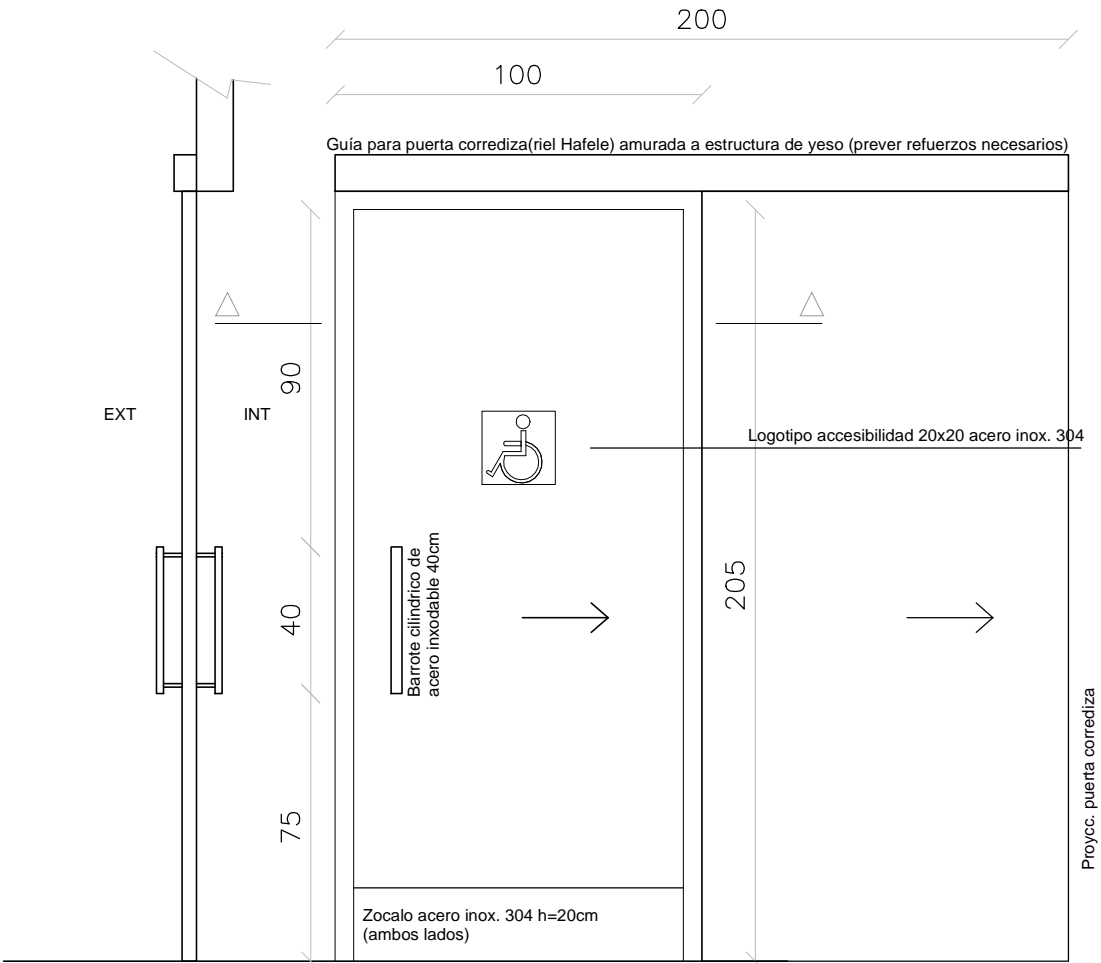 200
100
Guía para puerta corrediza(riel Hafele) amurada a estructura de yeso (prever refuerzos necesarios)
90
EXT
INT
Logotipo accesibilidad 20x20 acero inox. 304
Barrote cilindrico de
acero inxodable 40cm
40
205
75
Proycc. puerta corrediza
Zocalo acero inox. 304 h=20cm
(ambos lados)